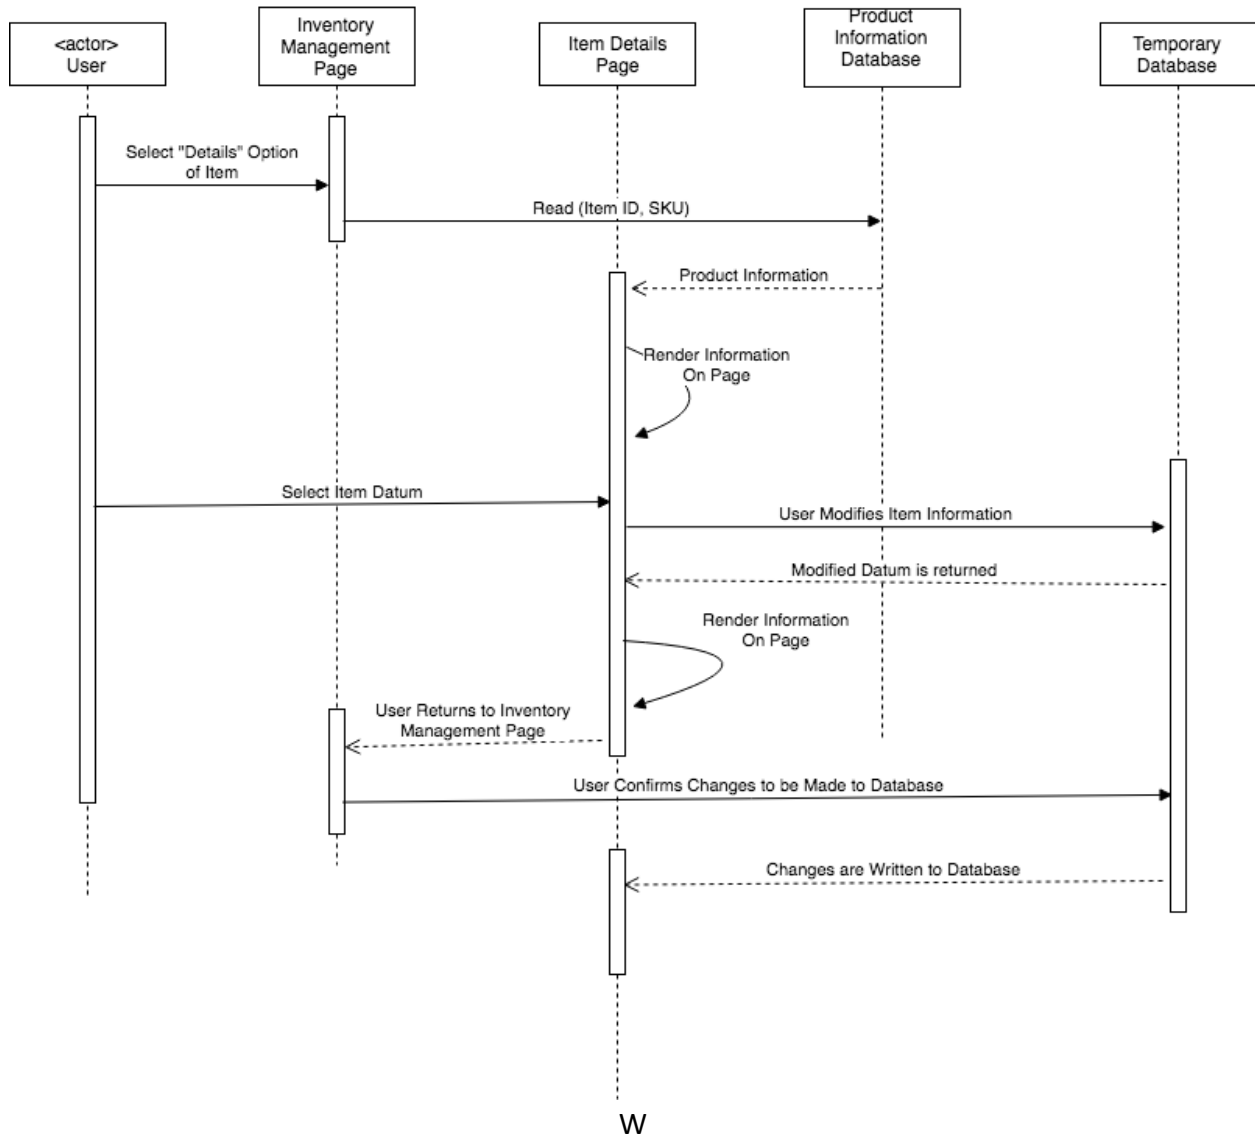 <actor>
User
Inventory
Management
Page
Item Details
Page
Product
Information
Database
Temporary
Database
Select "Details" Option
of Item
Read (Item ID, SKU)
Product Information
Render Information
On Page
Select Item Datum
User Modifies Item Information
Modified Datum is returned
Render Information
On Page
User Returns to Inventory
Management Page
User Confirms Changes to be Made to Database
Changes are Written to Database
W